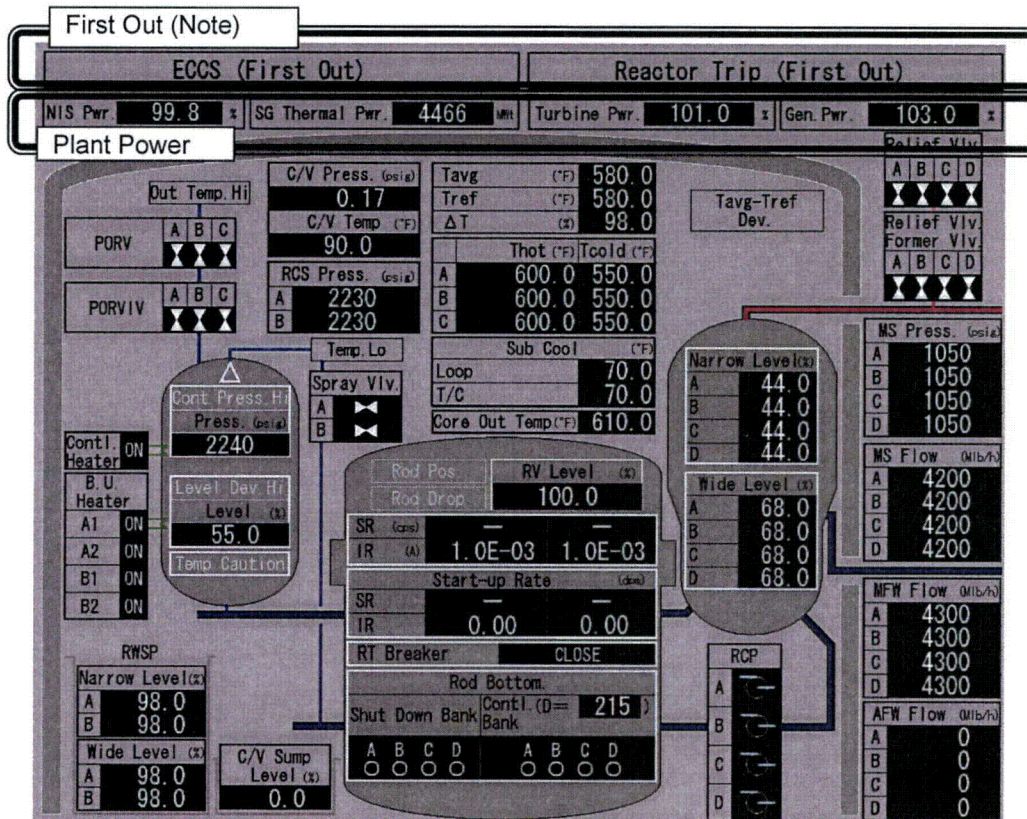 First Out (Note)
ECCS (First Out)
Reactor Trip (First Out)
NIS Pwr. 99.8 %
SG Thermal Pwr. 4466 MWt
Turbine Pwr. 101.0 %
Gen. Pwr. 103.0 %
Plant Power
Relief Vlv.
A B C D
Relief Vlv.
Former Vlv.
A B C D
Out Temp. Hi
PORV A B C
PORVIV A B C
C/V Press. (psig)
0.17
C/V Temp (°F)
90.0
RCS Press. (psig)
A 2230
B 2230
Tavg (°F) 580.0
Tref (°F) 580.0
ΔT (%) 98.0
Thot (°F) Tcold (°F)
A 600.0 550.0
B 600.0 550.0
C 600.0 550.0
Tavg-Tref
Dev.
Temp. Lo
Spray Vlv.
A
B
Sub Cool (°F)
Loop 70.0
T/C 70.0
Core Out Temp(°F) 610.0
Cont Press. Hi
Press. (psig)
2240
Level Dev. Hi
Level (%)
55.0
Temp Caution
Contl.
Heater ON
B.U.
Heater
A1 ON
A2 ON
B1 ON
B2 ON
Narrow Level(%)
A 44.0
B 44.0
C 44.0
D 44.0
Wide Level (%)
A 68.0
B 68.0
C 68.0
D 68.0
MS Press. (psig)
A 1050
B 1050
C 1050
D 1050
MS Flow (Mlb/h)
A 4200
B 4200
C 4200
D 4200
MFW Flow (Mlb/h)
A 4300
B 4300
C 4300
D 4300
AFW Flow (Mlb/h)
A 0
B 0
C 0
D 0
Rod Pos
Rod Drop
RV Level (%)
100.0
SR (cps) — —
IR (A) 1.0E-03 1.0E-03
Start-up Rate (dpm)
SR — —
IR 0.00 0.00
RT Breaker CLOSE
Rod Bottom.
Shut Down Bank
Contl. (D= 215 )
Bank
A B C D A B C D
RCP
A
B
C
D
RWSP
Narrow Level(%)
A 98.0
B 98.0
Wide Level (%)
A 98.0
B 98.0
C/V Sump
Level (%)
0.0